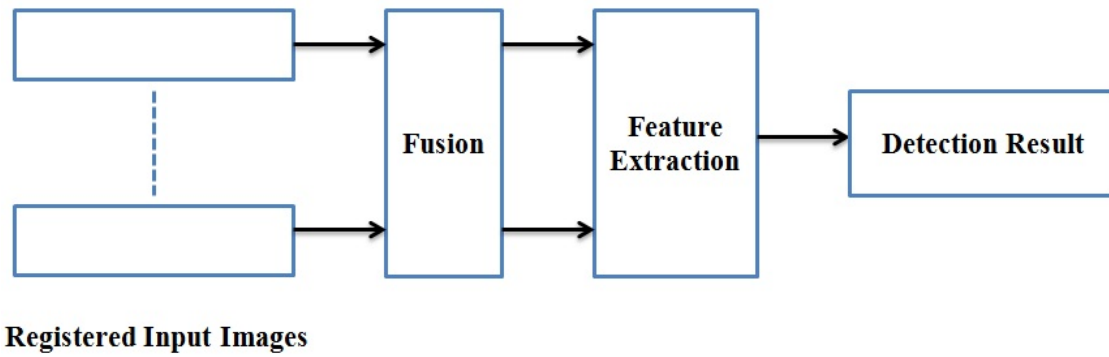 Fusion
Feature
Extraction
Detection Result
Registered Input Images